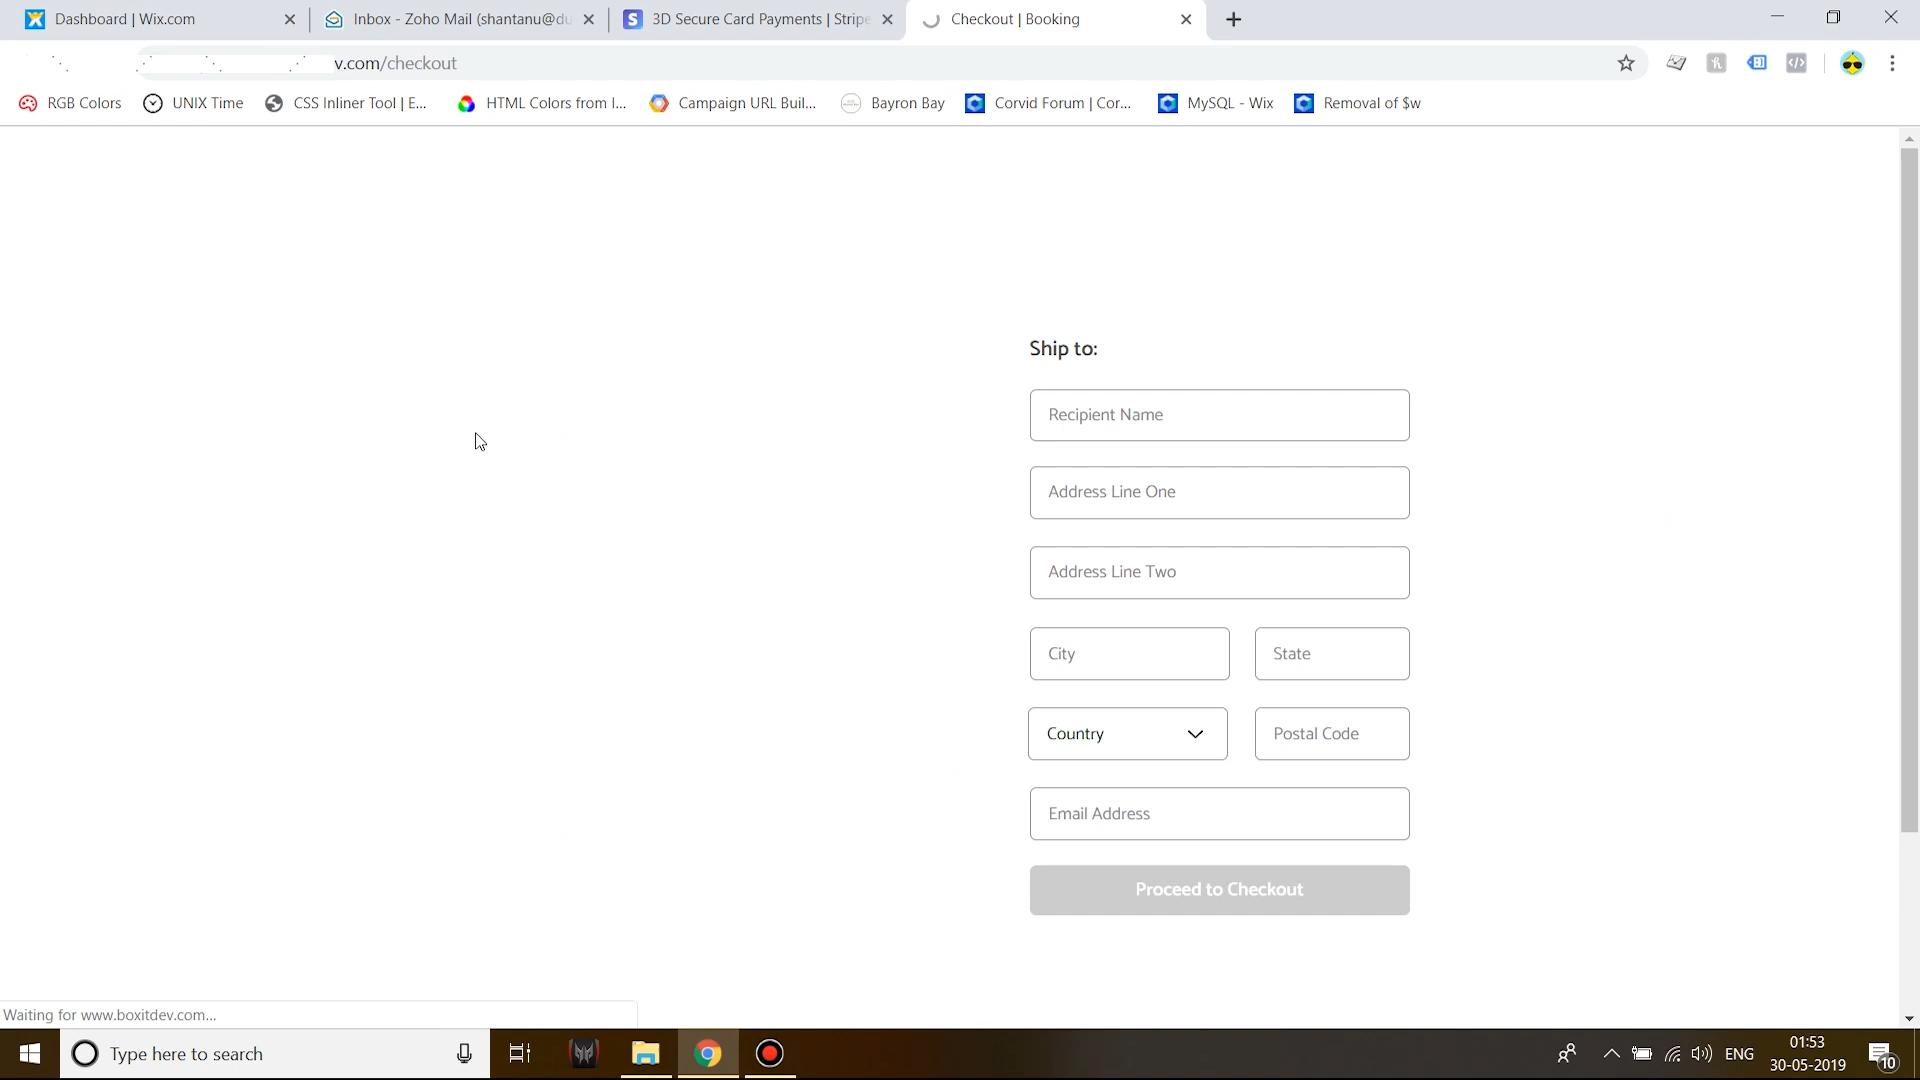 Dashboard | Wix.com
Inbox - Zoho Mail (shantanu@du
3D Secure Card Payments | Stripe
Checkout | Booking
v.com/checkout
RGB Colors
UNIX Time
CSS Inliner Tool | E...
HTML Colors from I...
Campaign URL Buil...
Bayron Bay
Corvid Forum | Cor...
MySQL - Wix
Removal of $w
Ship to:
Recipient Name
Address Line One
Address Line Two
City
State
Country
Postal Code
Email Address
Proceed to Checkout
Waiting for www.boxitdev.com...
Type here to search
ENG
01:53
30-05-2019
10